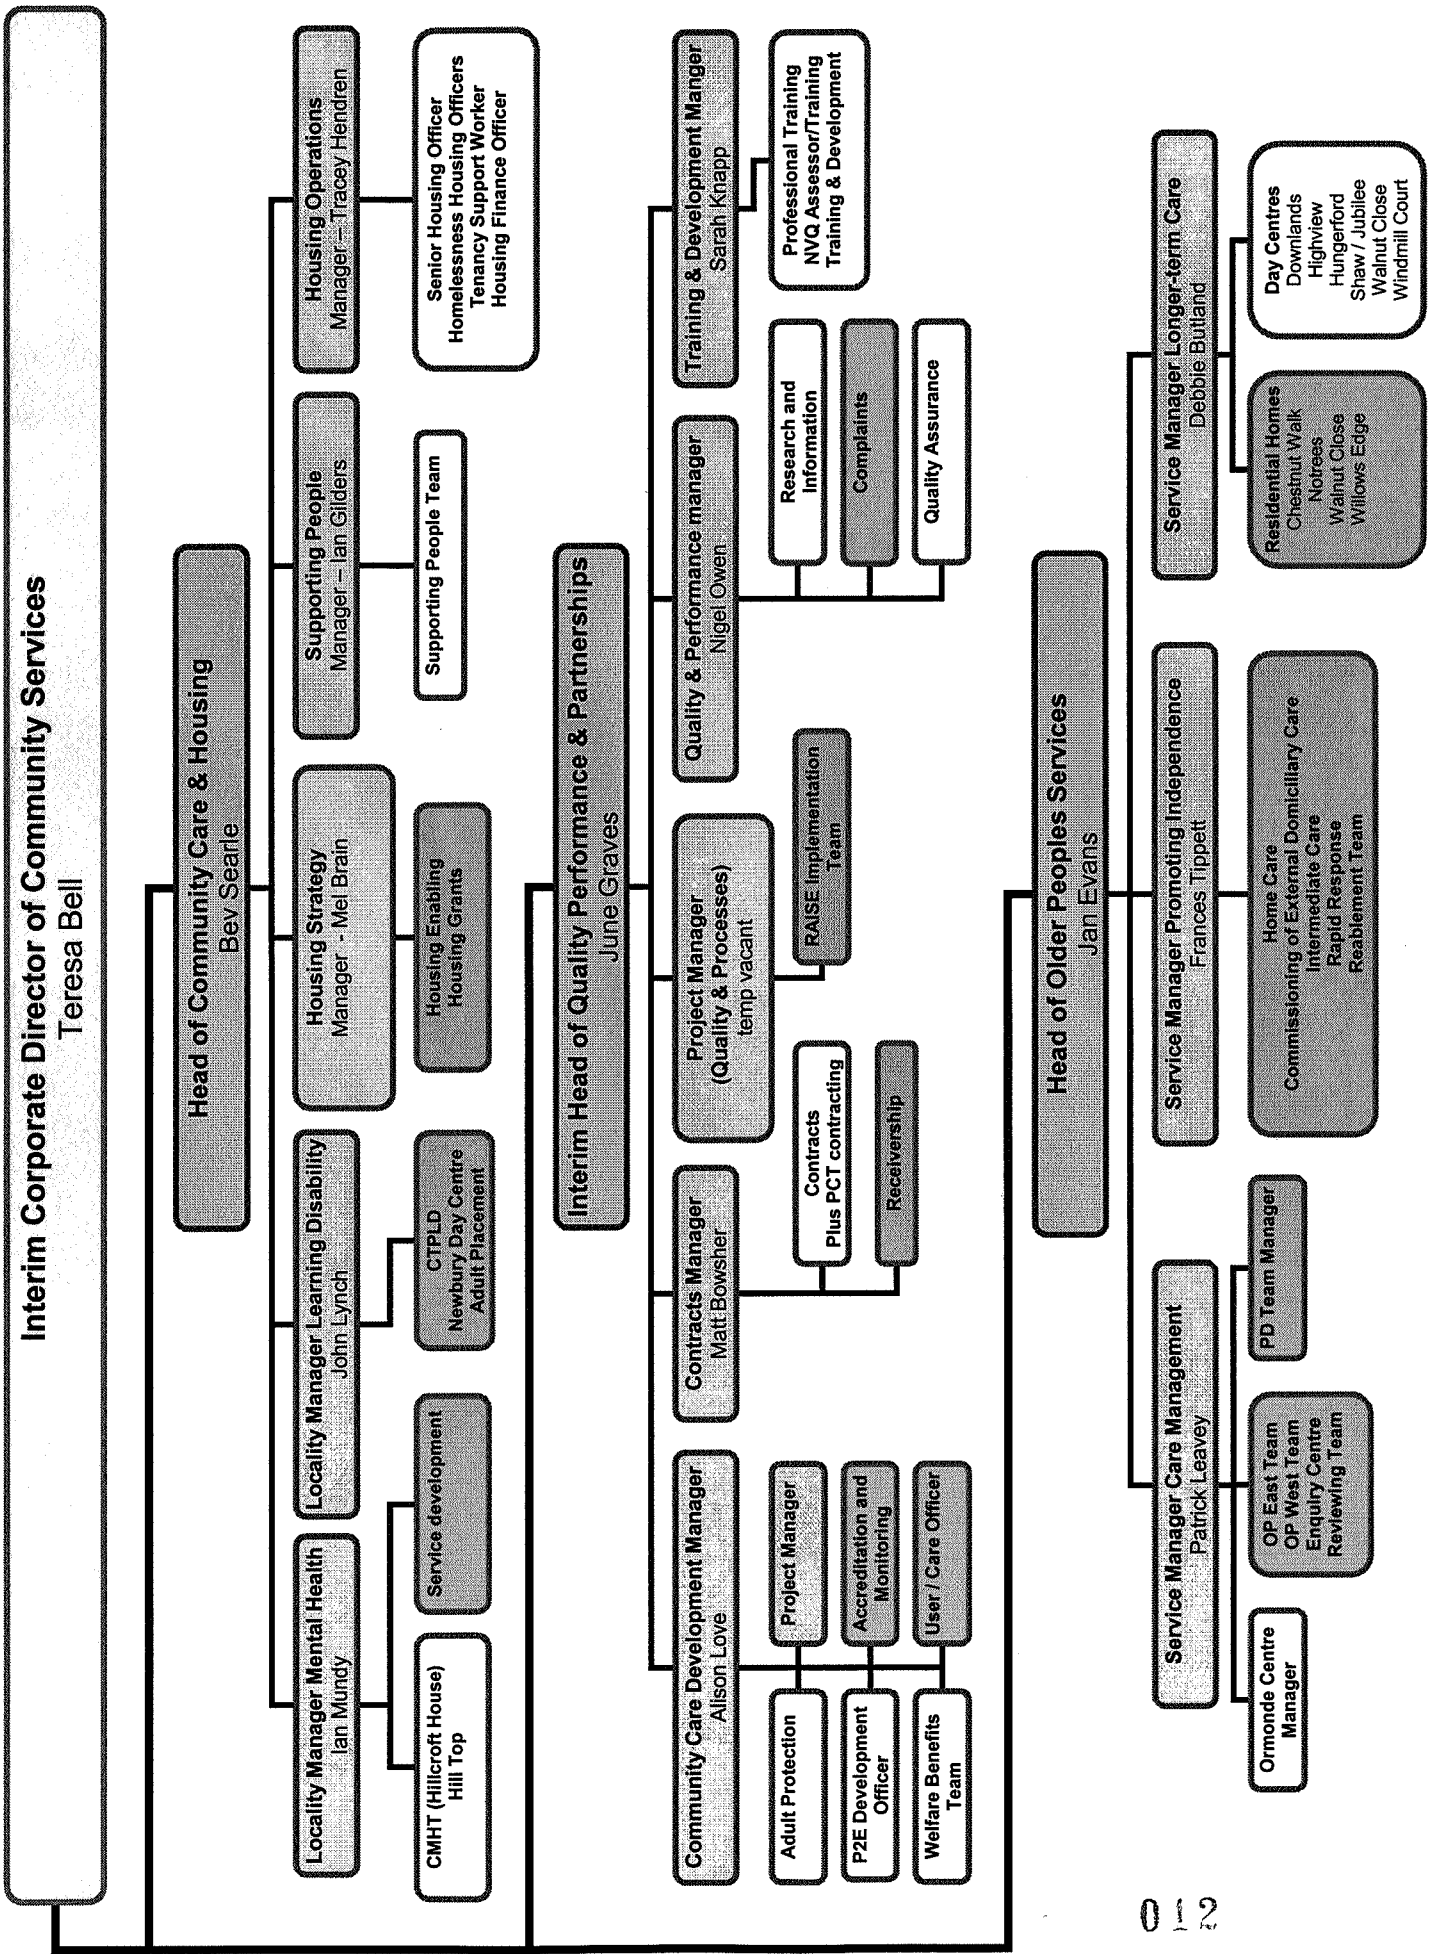 Interim Corporate Director of Community Services
Teresa Bell
Head of Community Care & Housing
Bev Searle
Locality Manager Mental Health
Ian Mundy
CMHT (Hillcroft House)
Hill Top
Service development
Locality Manager Learning Disability
John Lynch
CTPLD
Newbury Day Centre
Adult Placement
Housing Strategy
Manager - Mel Brain
Housing Enabling
Housing Grants
Supporting People
Manager – Ian Gilders
Supporting People Team
Housing Operations
Manager – Tracey Hendren
Senior Housing Officer
Homelessness Housing Officers
Tenancy Support Worker
Housing Finance Officer
Interim Head of Quality Performance & Partnerships
June Graves
Community Care Development Manager
Alison Love
Adult Protection
Project Manager
P2E Development
Officer
Accreditation and
Monitoring
Welfare Benefits
Team
User / Care Officer
Contracts Manager
Matt Bowsher
Contracts
Plus PCT contracting
Receivership
Project Manager
(Quality & Processes)
temp vacant
RAISE Implementation
Team
Quality & Performance manager
Nigel Owen
Research and
Information
Complaints
Quality Assurance
Training & Development Manger
Sarah Knapp
Professional Training
NVQ Assessor/Training
Training & Development
Head of Older Peoples Services
Jan Evans
Service Manager Care Management
Patrick Leavey
Ormonde Centre
Manager
OP East Team
OP West Team
Enquiry Centre
Reviewing Team
PD Team Manager
Service Manager Promoting Independence
Frances Tippett
Home Care
Commissioning of External Domiciliary Care
Intermediate Care
Rapid Response
Reablement Team
Service Manager Longer-term Care
Debbie Butland
Residential Homes
Chestnut Walk
Notrees
Walnut Close
Willows Edge
Day Centres
Downlands
Highview
Hungerford
Shaw / Jubilee
Walnut Close
Windmill Court
012